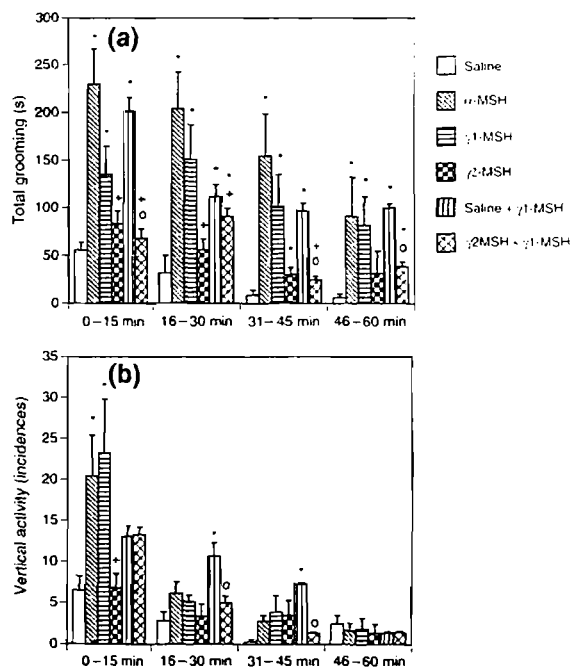 (a)
Total grooming (s)
300
250
200
150
100
50
0
0–15 min 16–30 min 31–45 min 46–60 min
Saline
α-MSH
γ1-MSH
γ2-MSH
Saline + γ1-MSH
γ2MSH + γ1-MSH
(b)
Vertical activity (incidences)
35
30
25
20
15
10
5
0
0–15 min 16–30 min 31–45 min 46–60 min